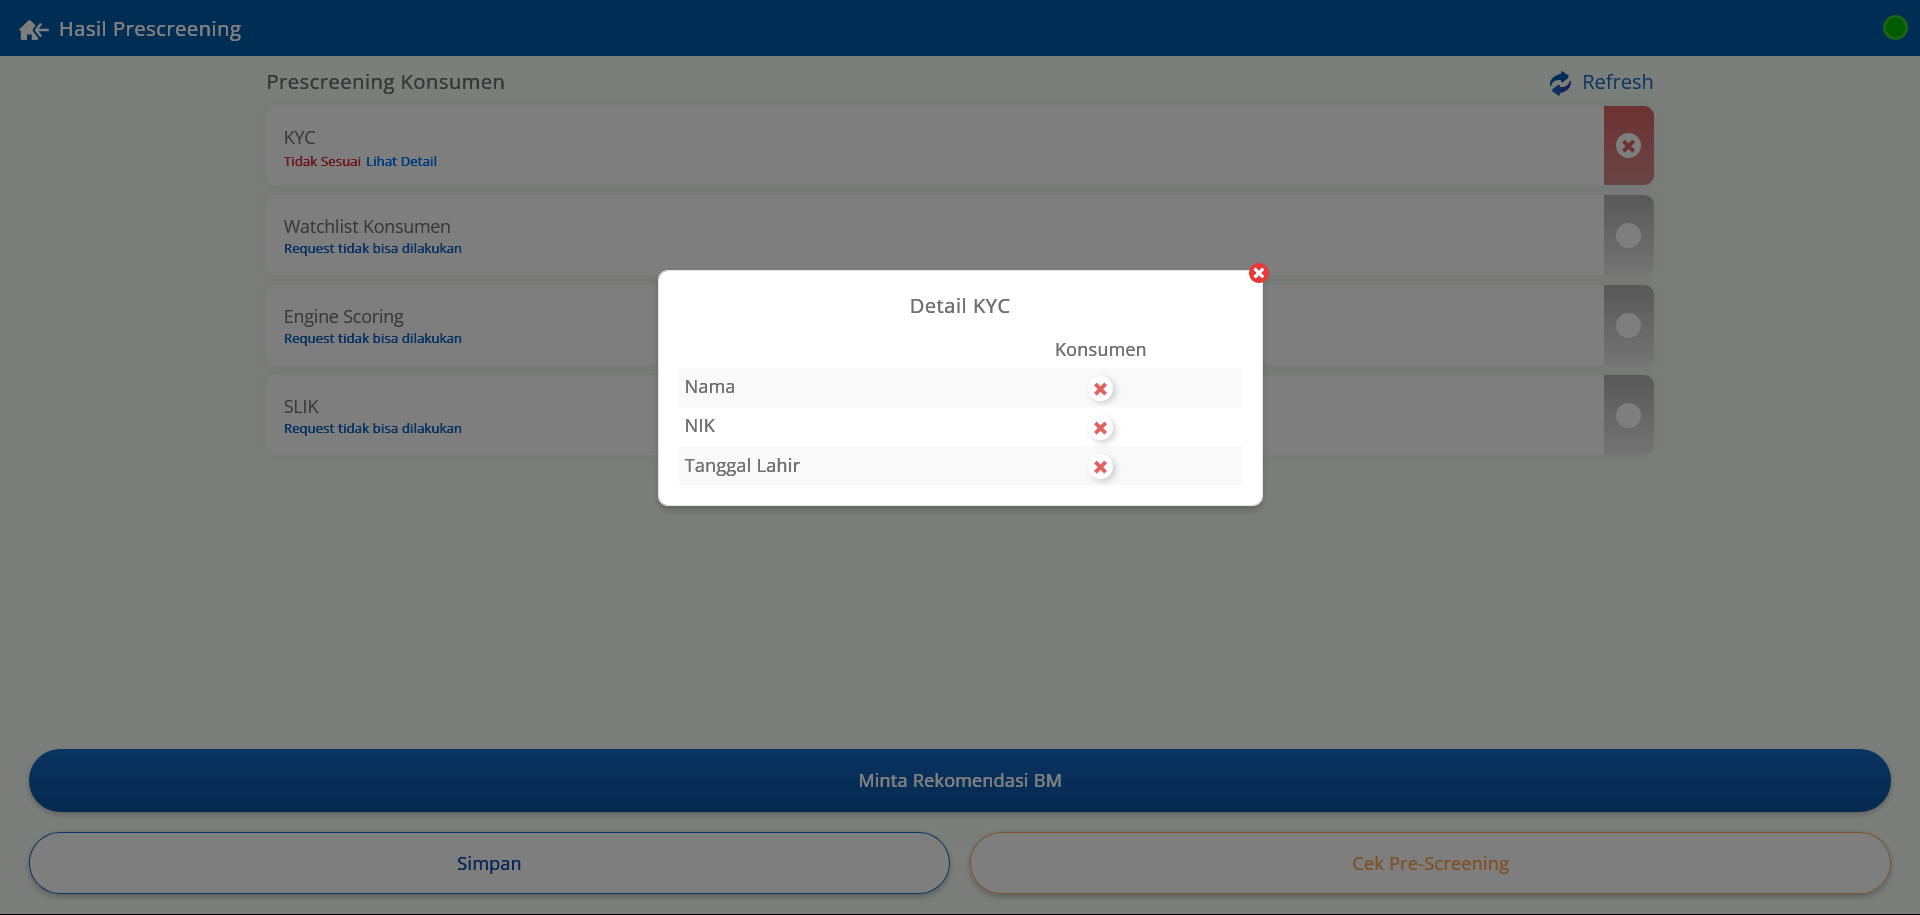 Hasil Prescreening
Prescreening Konsumen
Refresh
KYC
Tidak Sesuai Lihat Detail
Watchlist Konsumen
Request tidak bisa dilakukan
Engine Scoring
Request tidak bisa dilakukan
SLIK
Request tidak bisa dilakukan
Detail KYC
Konsumen
Nama
NIK
Tanggal Lahir
Minta Rekomendasi BM
Simpan
Cek Pre-Screening